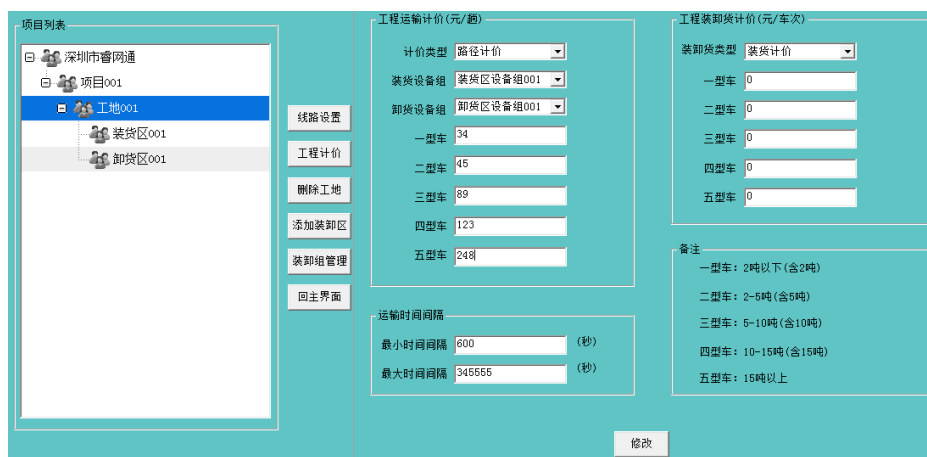 项目列表
深圳市睿网通
项目001
工地001
装货区001
卸货区001
线路设置
工程计价
删除工地
添加装卸区
装卸组管理
回主界面
工程运输计价(元/趟)
计价类型 路径计价
装货设备组 装货区设备组001
卸货设备组 卸货区设备组001
一型车 34
二型车 45
三型车 89
四型车 123
五型车 248
运输时间间隔
最小时间间隔 600 (秒)
最大时间间隔 345555 (秒)
工程装卸货计价(元/车次)
装卸货类型 装货计价
一型车 0
二型车 0
三型车 0
四型车 0
五型车 0
备注
一型车: 2吨以下(含2吨)
二型车: 2-5吨(含5吨)
三型车: 5-10吨(含10吨)
四型车: 10-15吨(含15吨)
五型车: 15吨以上
修改